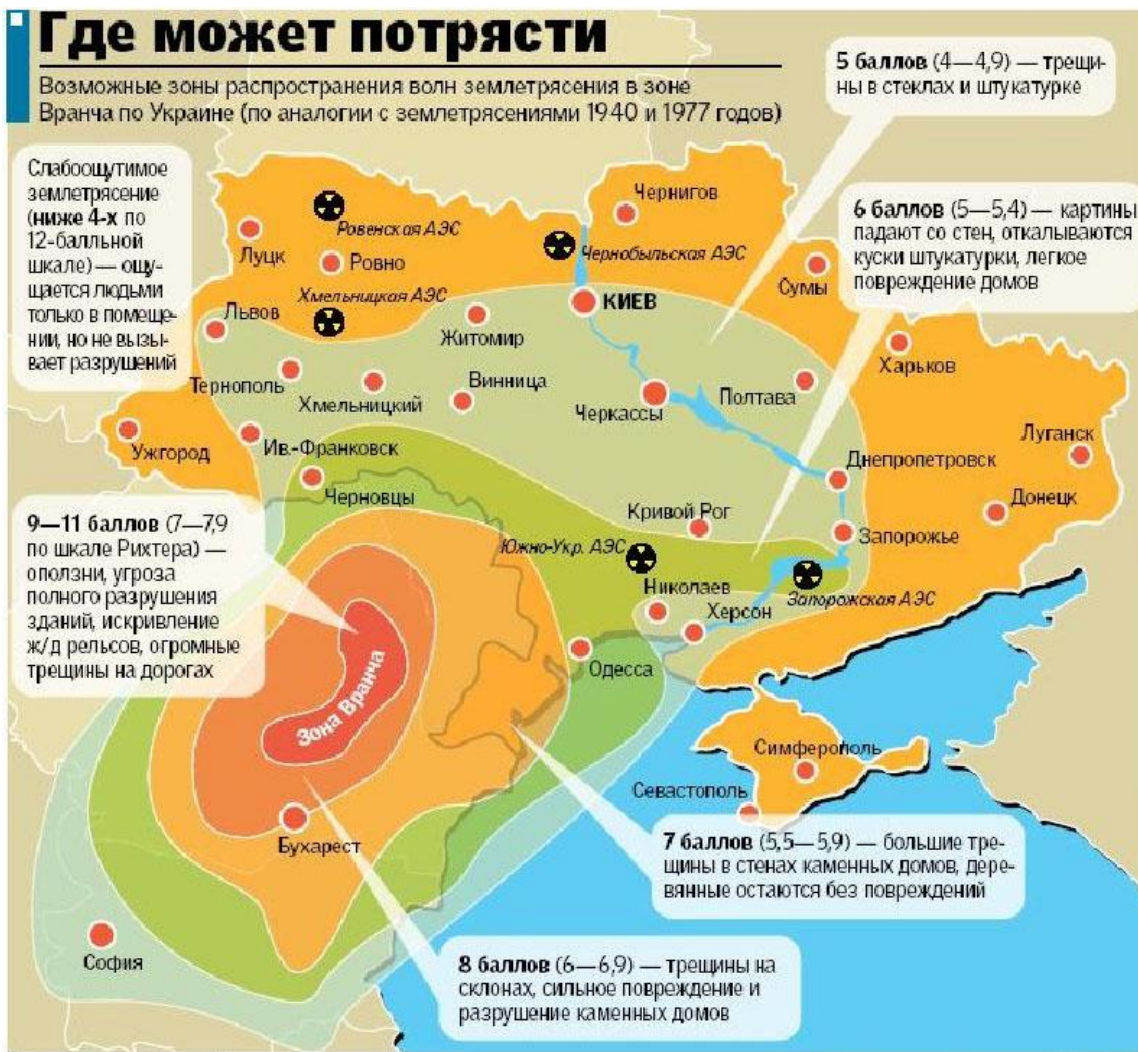 Где может потрясти
Возможные зоны распространения волн землетрясения в зоне
Вранча по Украине (по аналогии с землетрясениями 1940 и 1977 годов)
5 баллов (4—4,9) — трещи-
ны в стеклах и штукатурке
Слабоощутимое
землетрясение
(ниже 4-х по
12-балльной
шкале) — ощу-
щается людьми
только в помеще-
нии, но не вызы-
вает разрушений
6 баллов (5—5,4) — картины
падают со стен, откалываются
куски штукатурки, легкое
повреждение домов
Чернигов
Ровенская АЭС
Чернобыльская АЭС
Луцк
Ровно
Сумы
Хмельницкая АЭС
КИЕВ
Львов
Житомир
Харьков
Тернополь
Хмельницкий
Винница
Черкассы
Полтава
Ужгород
Ив.-Франковск
Луганск
Черновцы
Днепропетровск
Донецк
Кривой Рог
Запорожье
9—11 баллов (7—7,9
по шкале Рихтера) —
оползни, угроза
полного разрушения
зданий, искривление
ж/д рельсов, огромные
трещины на дорогах
Южно-Укр. АЭС
Николаев
Запорожская АЭС
Херсон
Одесса
Зона Вранча
Симферополь
Севастополь
Бухарест
7 баллов (5,5—5,9) — большие тре-
щины в стенах каменных домов, дере-
вянные остаются без повреждений
София
8 баллов (6—6,9) — трещины на
склонах, сильное повреждение и
разрушение каменных домов